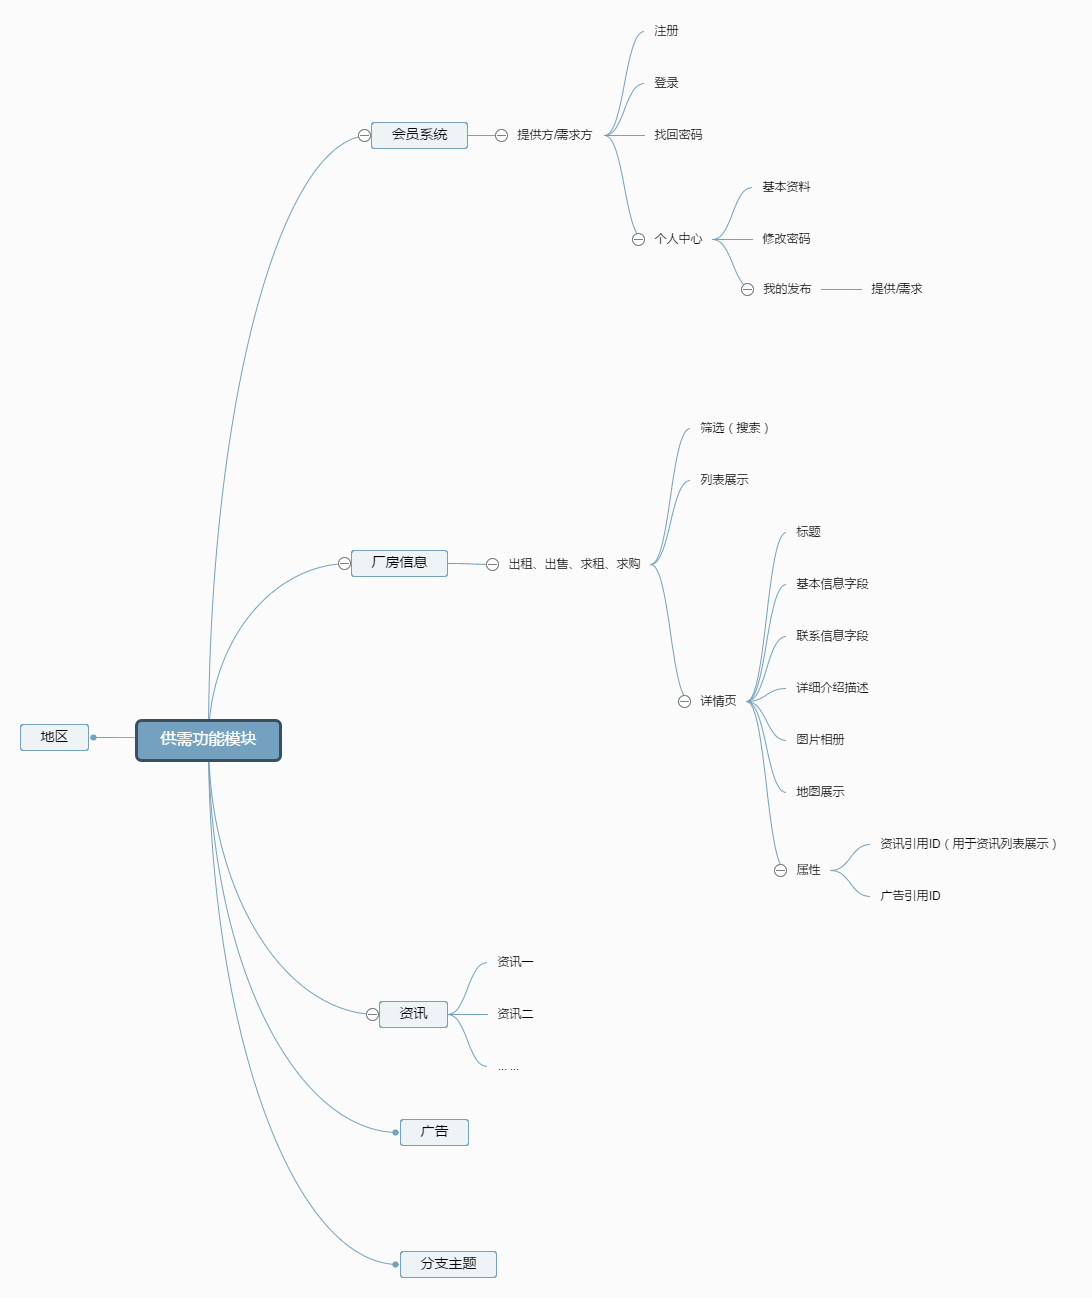 注册
登录
会员系统
提供方/需求方
找回密码
基本资料
个人中心
修改密码
我的发布
提供/需求
筛选（搜索）
列表展示
标题
厂房信息
出租、出售、求租、求购
基本信息字段
联系信息字段
详细介绍描述
详情页
地区
供需功能模块
图片相册
地图展示
资讯引用ID（用于资讯列表展示）
属性
广告引用ID
资讯一
资讯
资讯二
... ...
广告
分支主题